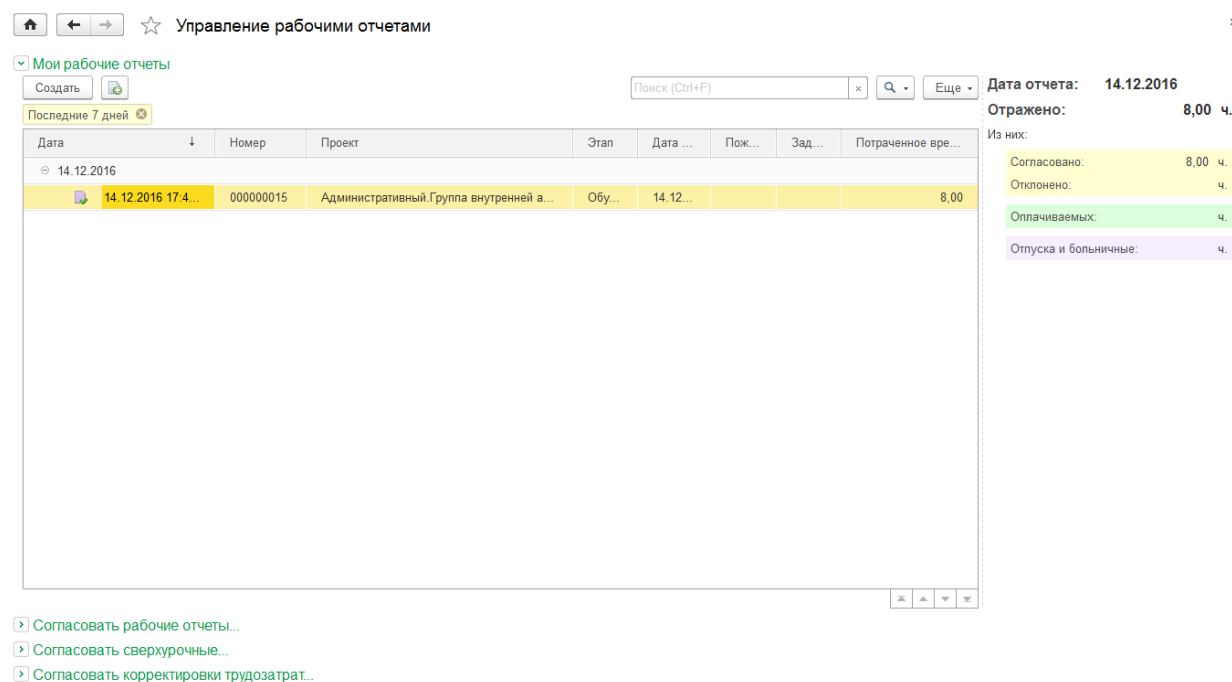 Управление рабочими отчетами
Мои рабочие отчеты
Создать
Поиск (Ctrl+F)
×
Еще
Последние 7 дней
Дата ↓ Номер Проект Этап Дата ... Пож... Зад... Потраченное вре...
14.12.2016
14.12.2016 17:4... 000000015 Административный.Группа внутренней а... Обу... 14.12... 8,00
Дата отчета: 14.12.2016
Отражено: 8,00 ч.
Из них:
Согласовано: 8,00 ч.
Отклонено: ч.
Оплачиваемых: ч.
Отпуска и больничные: ч.
Согласовать рабочие отчеты...
Согласовать сверхурочные...
Согласовать корректировки трудозатрат...